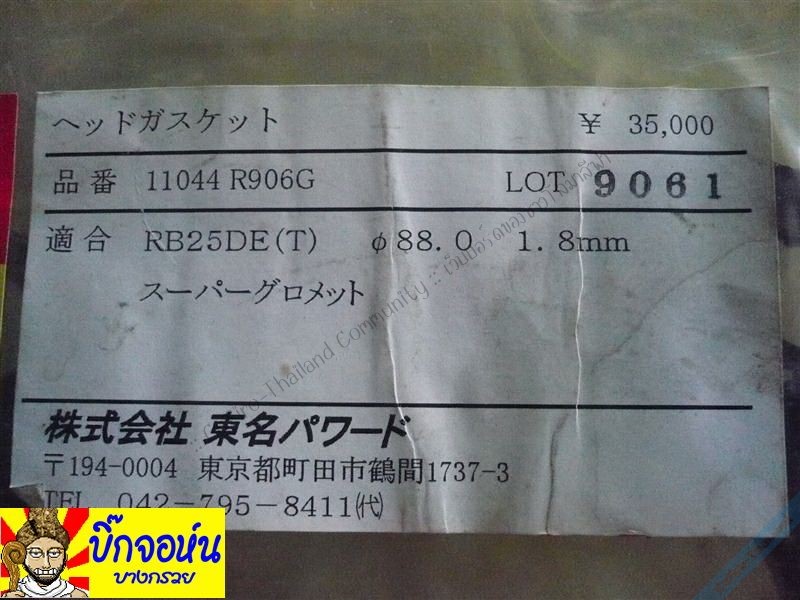 ヘッドガスケット ¥ 35,000
品番 11044 R906G LOT 9061
適合 RB25DE(T) φ88.0 1.8mm
スーパーグロメット
株式会社 東名パワード
〒194-0004 東京都町田市鶴間1737-3
TEL 042-795-8411㈹
บิ๊กจอห์น
บางกรวย